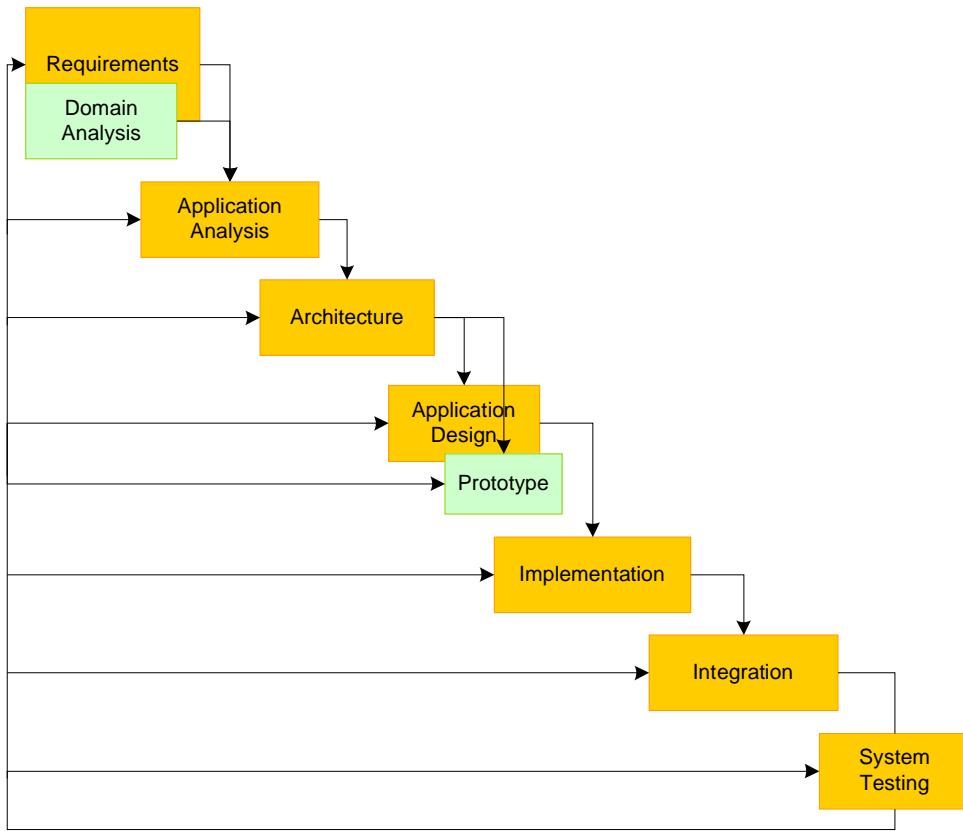 Requirements
Domain
Analysis
Application
Analysis
Architecture
Application
Design
Prototype
Implementation
Integration
System
Testing